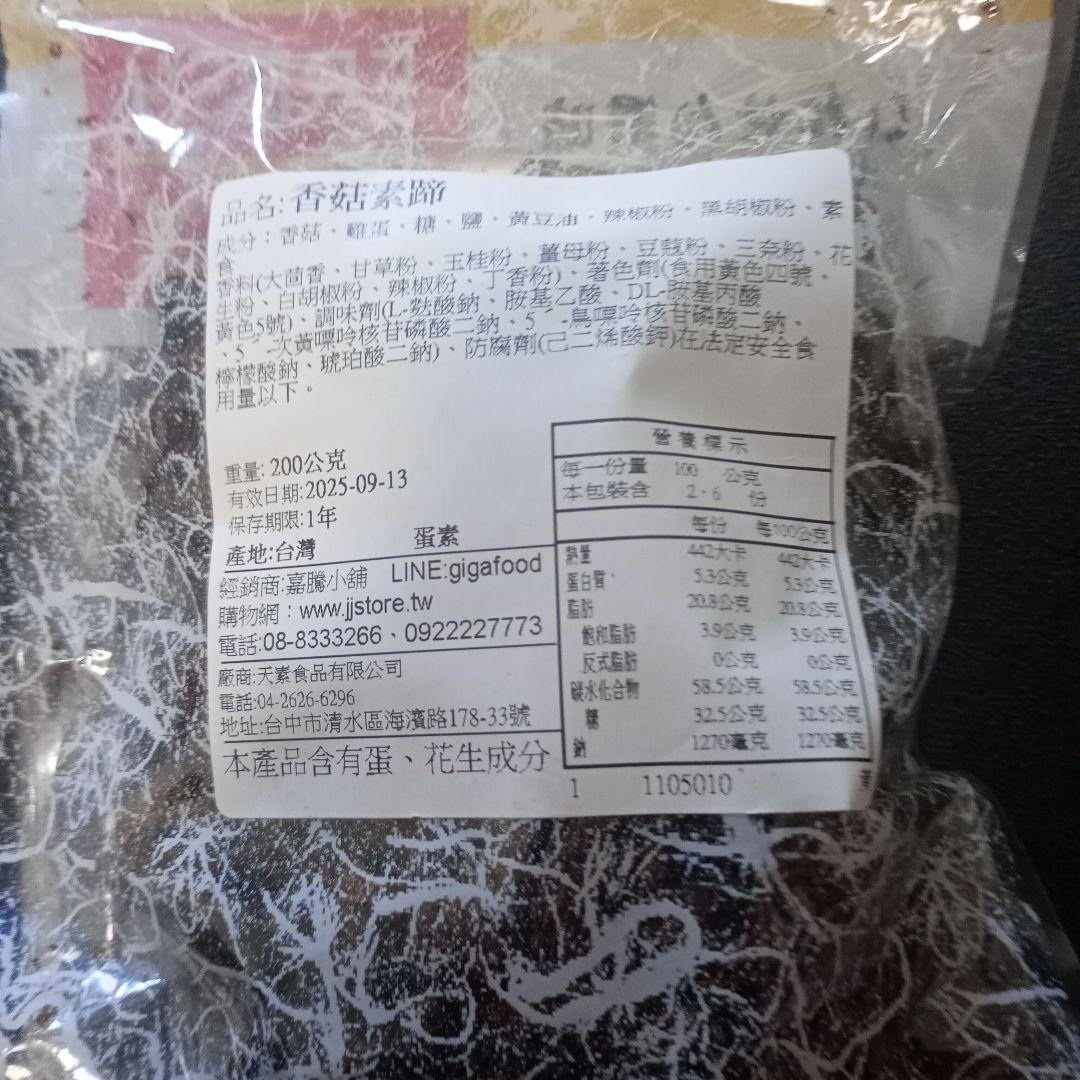 品名:香菇素蹄
成分：香菇、雞蛋、糖、鹽、黃豆油、辣椒粉、黑胡椒粉、素
食
香料(大茴香、甘草粉、玉桂粉、薑母粉、豆蔻粉、三奈粉、花
生粉、白胡椒粉、辣椒粉、丁香粉)、著色劑(食用黃色四號、
黃色5號)、調味劑(L-麩酸鈉、胺基乙酸、DL-胺基丙酸
、5´-次黃嘌呤核苷磷酸二鈉、5´-鳥嘌呤核苷磷酸二鈉、
檸檬酸鈉、琥珀酸二鈉)、防腐劑(己二烯酸鉀)在法定安全食
用量以下。
重量:200公克
有效日期:2025-09-13
保存期限:1年
產地:台灣 蛋素
經銷商:嘉騰小舖 LINE:gigafood
購物網：www.jjstore.tw
電話:08-8333266、0922227773
廠商:天素食品有限公司
電話:04-2626-6296
地址:台中市清水區海濱路178-33號
本產品含有蛋、花生成分
營養標示
每一份量 100 公克
本包裝含 2、6 份
每份 每100公克
熱量 442大卡 442大卡
蛋白質 5.3公克 5.3公克
脂肪 20.8公克 20.8公克
飽和脂肪 3.9公克 3.9公克
反式脂肪 0公克 0公克
碳水化合物 58.5公克 58.5公克
糖 32.5公克 32.5公克
鈉 1270毫克 1270毫克
1 1105010